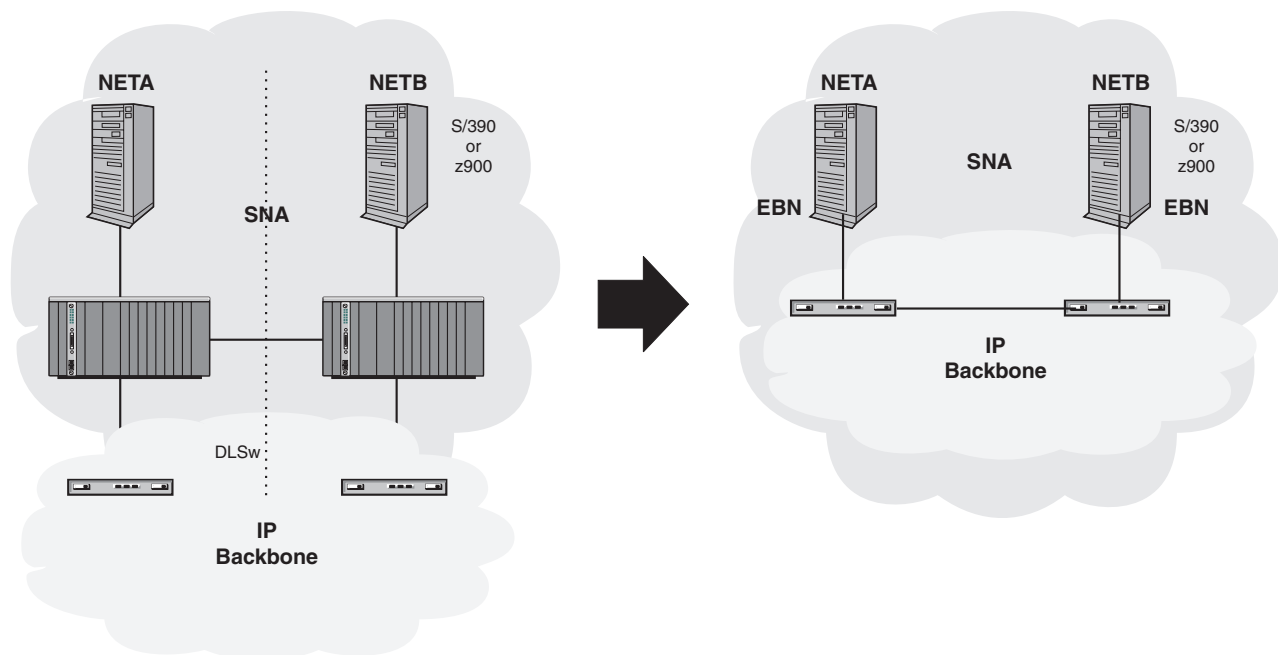 NETA
NETB
S/390
or
z900
SNA
DLSw
IP
Backbone
NETA
NETB
S/390
or
z900
SNA
EBN
EBN
IP
Backbone